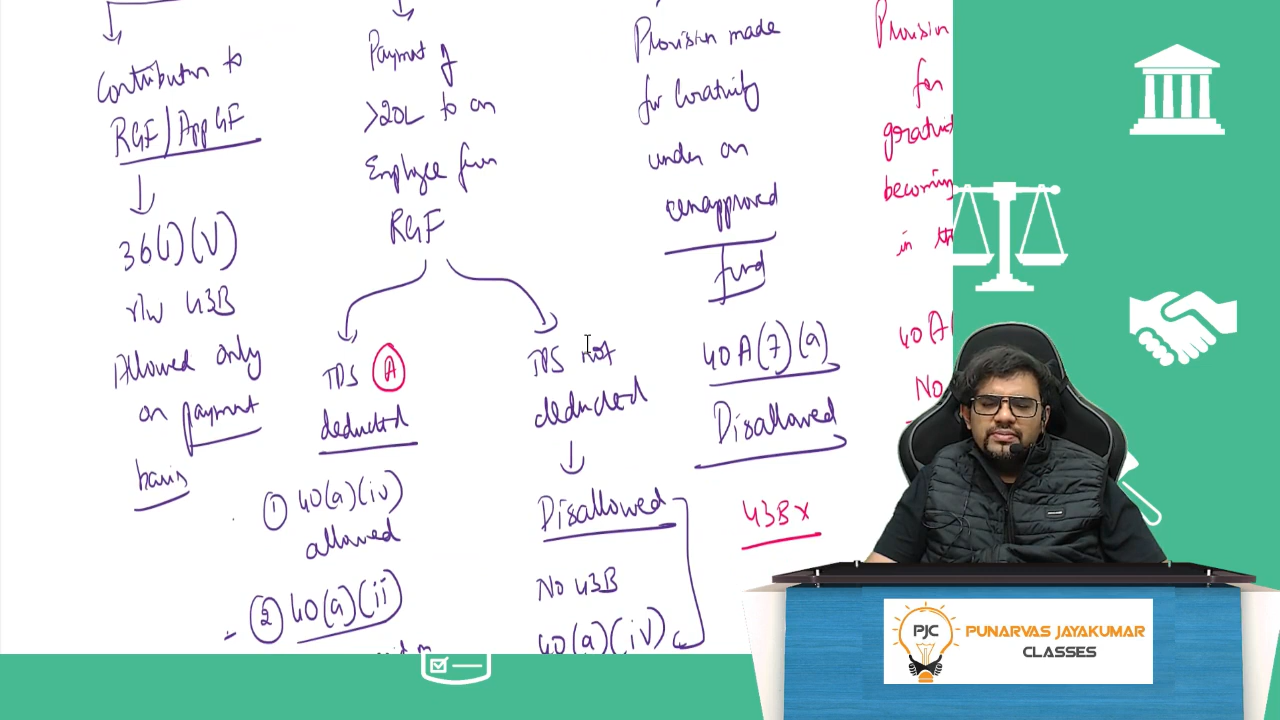 Contribution to
RGF/App GF
36(1)(V)
r/w 43B
Allowed only
on payment
basis
Payment of
>20L to an
Employee from
RGF
TDS A
deducted
1 40(a)(iv)
allowed
2 40(a)(ii)
TDS not
deducted
Disallowed
No 43B
40(a)(iv)
Provision made
for Gratuity
under an
unapproved
fund
40A(7)(a)
Disallowed
43B x
Provision
for
gratuit
becoming
in th
40A(
No
PJC
PUNARVAS JAYAKUMAR
CLASSES